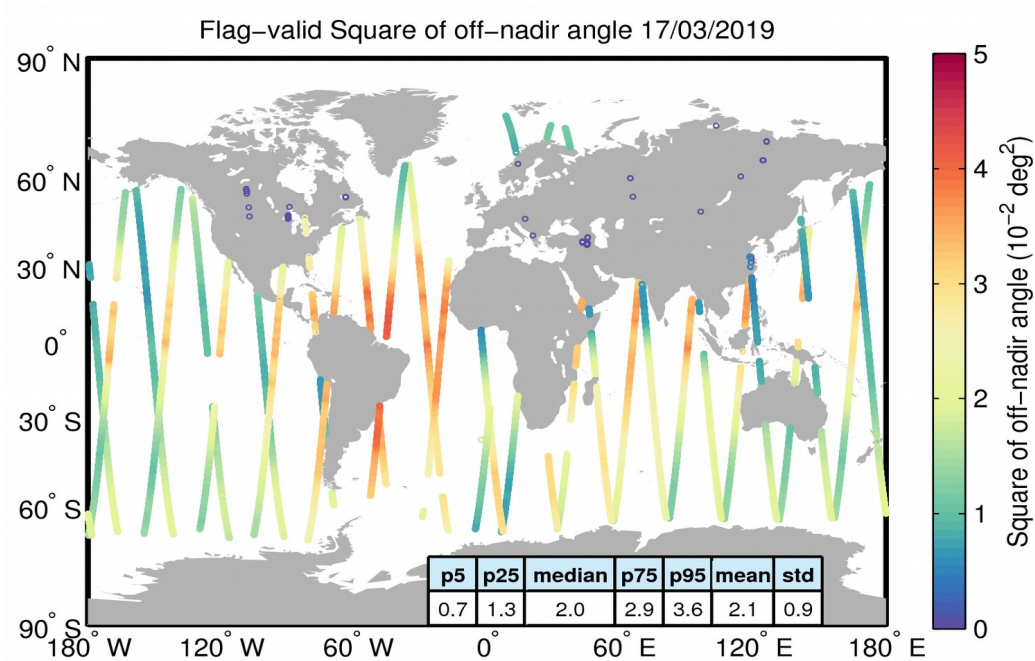 Flag−valid Square of off−nadir angle 17/03/2019
90° N
60° N
30° N
0°
30° S
60° S
90° S
180° W
120° W
60° W
0°
60° E
120° E
180° E
p5 p25 median p75 p95 mean std
0.7 1.3 2.0 2.9 3.6 2.1 0.9
5
4
3
2
1
0
Square of off−nadir angle (10⁻² deg²)